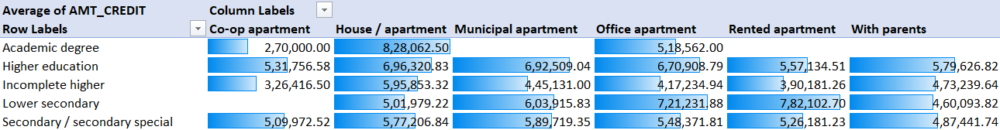 Average of AMT_CREDIT Column Labels
Row Labels Co-op apartment House / apartment Municipal apartment Office apartment Rented apartment With parents
Academic degree 2,70,000.00 8,28,062.50 5,18,562.00
Higher education 5,31,756.58 6,96,320.83 6,92,509.04 6,70,908.79 5,57,134.51 5,79,626.82
Incomplete higher 3,26,416.50 5,95,853.32 4,45,131.00 4,17,234.94 3,90,181.26 4,73,239.64
Lower secondary 5,01,979.22 6,03,915.83 7,21,231.88 7,82,102.70 4,60,093.82
Secondary / secondary special 5,09,972.52 5,77,206.84 5,89,719.35 5,48,371.81 5,26,181.23 4,87,441.74